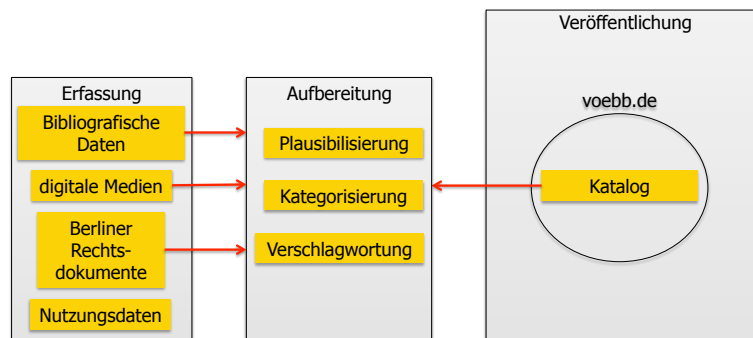 Erfassung
Bibliografische
Daten
digitale Medien
Berliner
Rechts-
dokumente
Nutzungsdaten
Aufbereitung
Plausibilisierung
Kategorisierung
Verschlagwortung
Veröffentlichung
voebb.de
Katalog